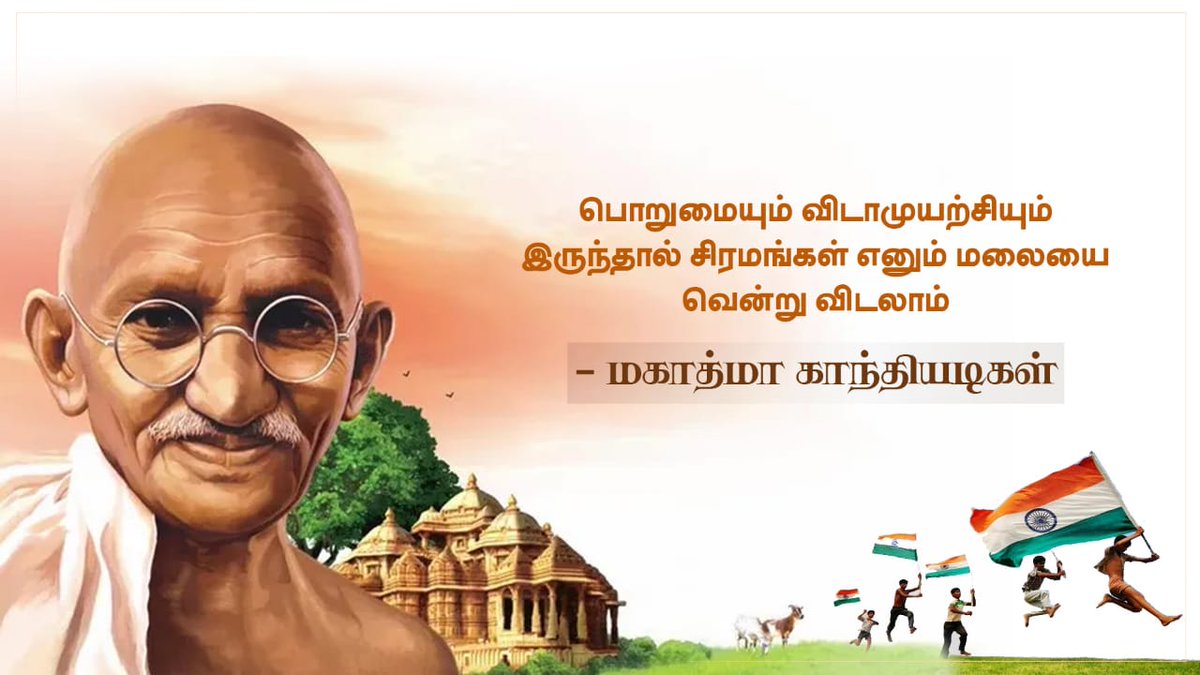 பொறுமையும் விடாமுயற்சியும்
இருந்தால் சிரமங்கள் எனும் மலையை
வென்று விடலாம்
- மகாத்மா காந்தியடிகள்